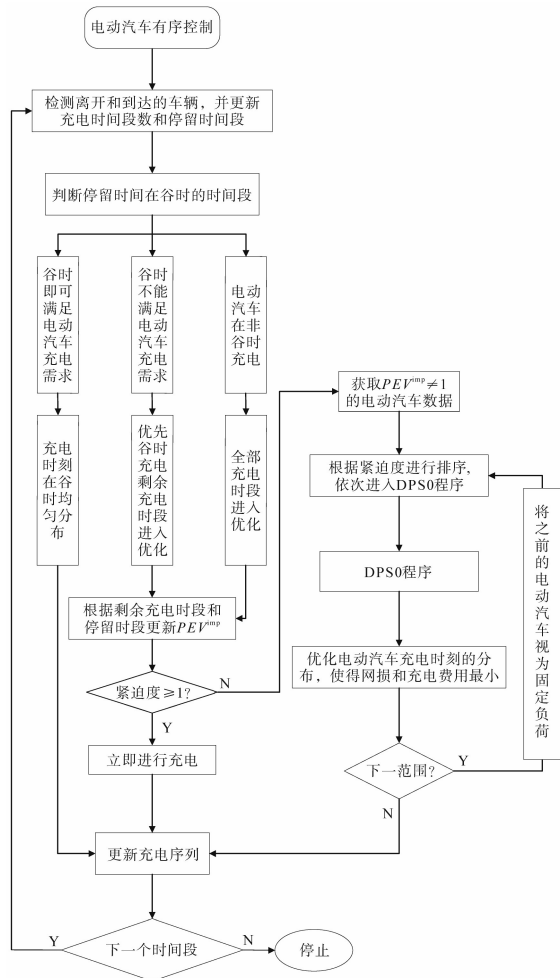 电动汽车有序控制
检测离开和到达的车辆，并更新
充电时间段数和停留时间段
判断停留时间在谷时的时间段
谷时
即可
满足
电动
汽车
充电
需求
谷时
不能
满足
电动
汽车
充电
需求
电动
汽车
在非
谷时
充电
充电
时刻
在谷
时均
匀分
布
优先
谷时
充电
剩余
充电
时段
进入
优化
全部
充电
时段
进入
优化
根据剩余充电时段和
停留时段更新PEVimp
紧迫度≥1?
N
Y
立即进行充电
获取PEVimp≠1
的电动汽车数据
根据紧迫度进行排序，
依次进入DPS0程序
DPS0程序
优化电动汽车充电时刻的分
布，使得网损和充电费用最小
下一范围?
Y
N
将之前的电动汽车视为固定负荷
更新充电序列
下一个时间段
Y
N
停止